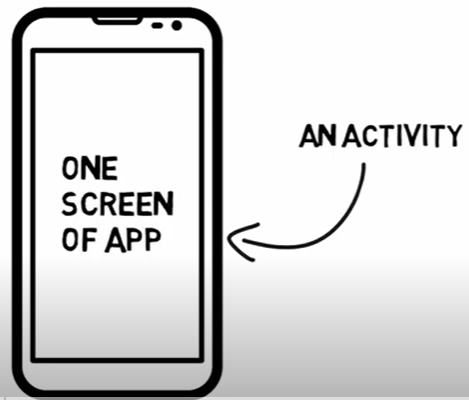 ONE
SCREEN
OF APP
AN ACTIVITY